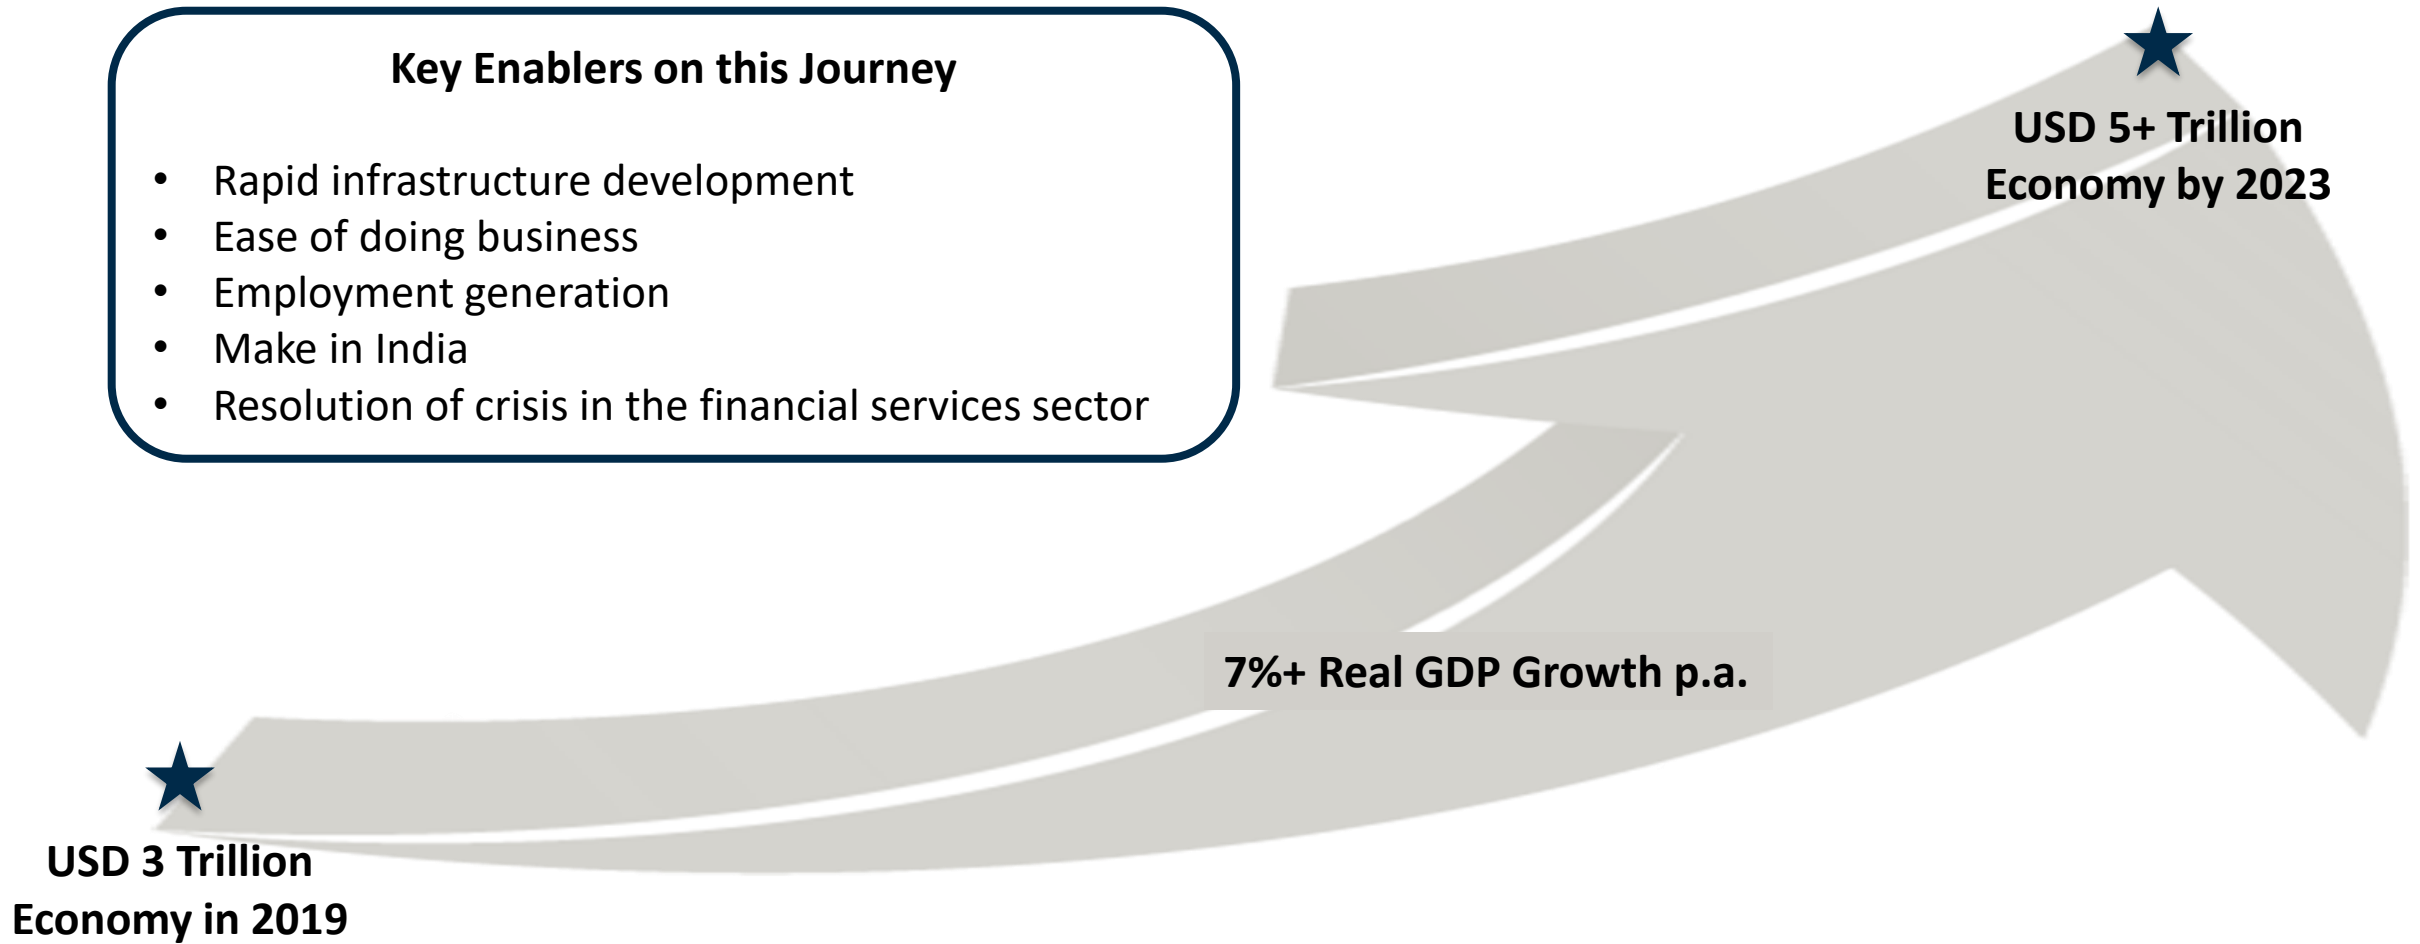 Key Enablers on this Journey
• Rapid infrastructure development
• Ease of doing business
• Employment generation
• Make in India
• Resolution of crisis in the financial services sector
USD 5+ Trillion
Economy by 2023
7%+ Real GDP Growth p.a.
USD 3 Trillion
Economy in 2019